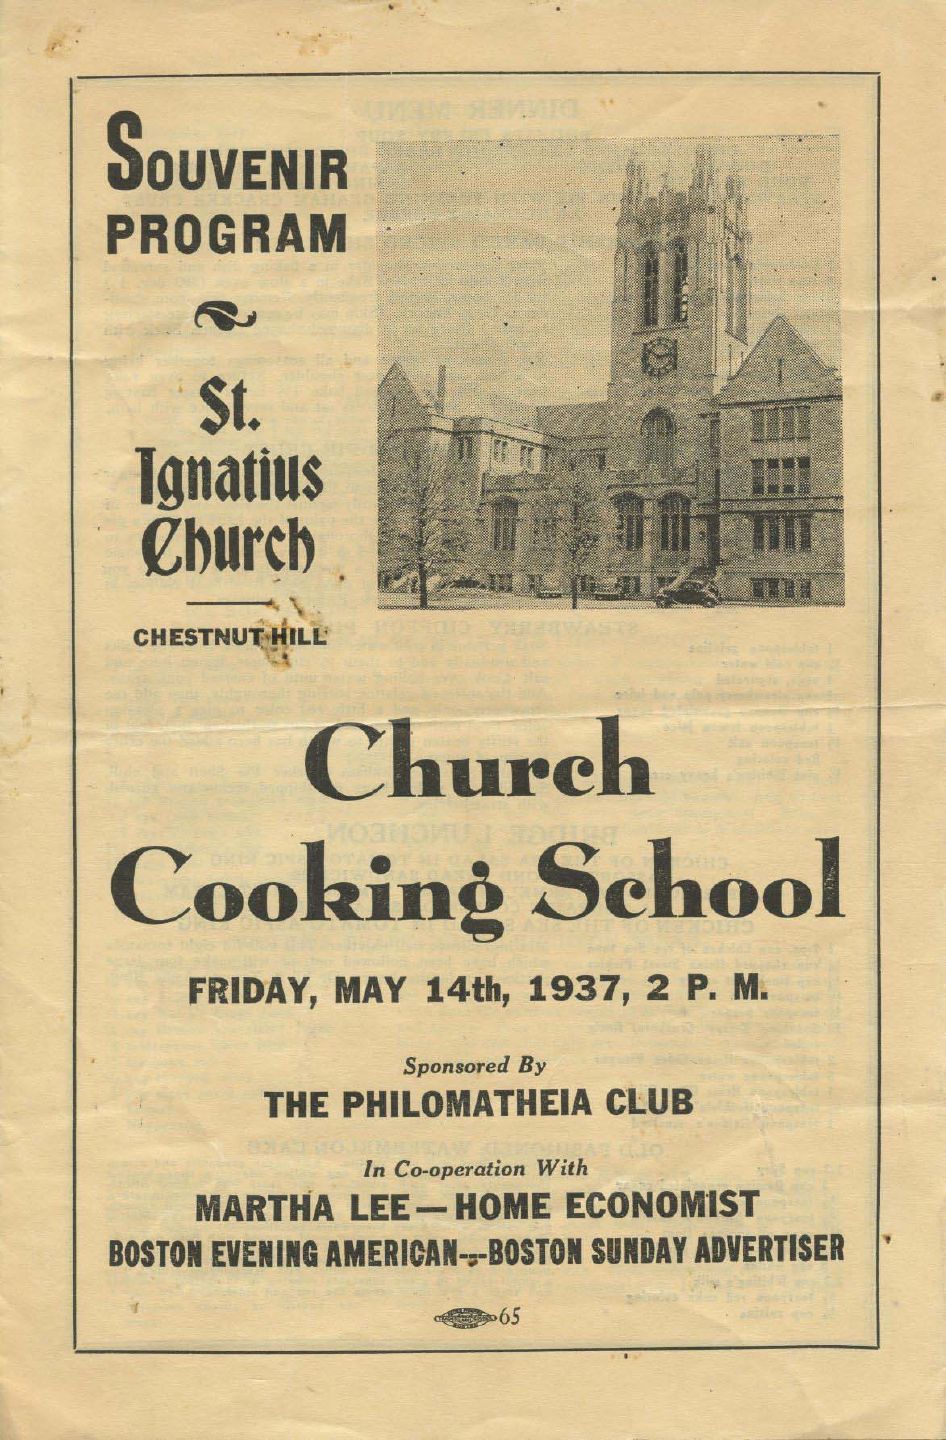 SOUVENIR
PROGRAM
St.
Ignatius
Church
CHESTNUT HILL
Church
Cooking School
FRIDAY, MAY 14th, 1937, 2 P. M.
Sponsored By
THE PHILOMATHEIA CLUB
In Co-operation With
MARTHA LEE—HOME ECONOMIST
BOSTON EVENING AMERICAN—BOSTON SUNDAY ADVERTISER
65